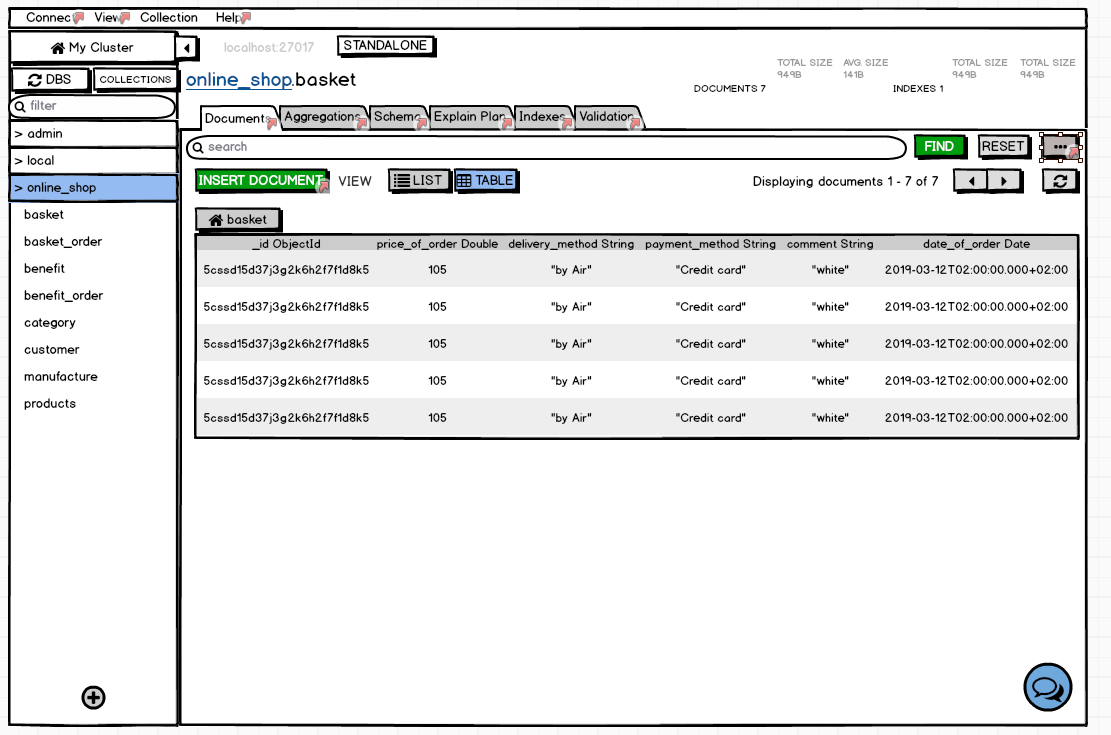 Connec View Collection Help
My Cluster
localhost:27017 STANDALONE
DBS COLLECTIONS
online_shop.basket
TOTAL SIZE AVG. SIZE TOTAL SIZE TOTAL SIZE
949B 141B 949B 949B
DOCUMENTS 7 INDEXES 1
filter
Documents Aggregations Schema Explain Plan Indexes Validation
> admin
search FIND RESET ...
> local
INSERT DOCUMENT VIEW LIST TABLE Displaying documents 1 - 7 of 7
> online_shop
basket
basket_order
benefit
benefit_order
category
customer
manufacture
products
basket
_id ObjectId price_of_order Double delivery_method String payment_method String comment String date_of_order Date
5cssd15d37j3g2k6h2f7f1d8k5 105 "by Air" "Credit card" "white" 2019-03-12T02:00:00.000+02:00
5cssd15d37j3g2k6h2f7f1d8k5 105 "by Air" "Credit card" "white" 2019-03-12T02:00:00.000+02:00
5cssd15d37j3g2k6h2f7f1d8k5 105 "by Air" "Credit card" "white" 2019-03-12T02:00:00.000+02:00
5cssd15d37j3g2k6h2f7f1d8k5 105 "by Air" "Credit card" "white" 2019-03-12T02:00:00.000+02:00
5cssd15d37j3g2k6h2f7f1d8k5 105 "by Air" "Credit card" "white" 2019-03-12T02:00:00.000+02:00